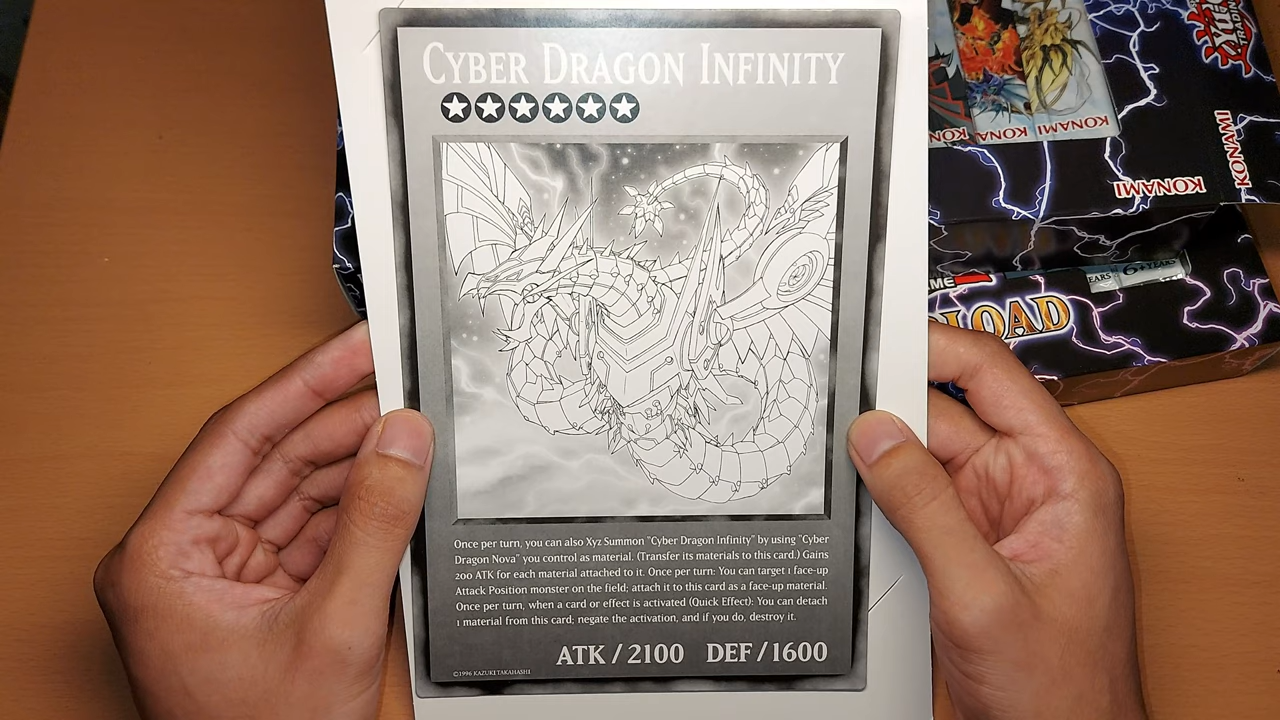 CYBER DRAGON INFINITY
Once per turn, you can also Xyz Summon "Cyber Dragon Infinity" by using "Cyber
Dragon Nova" you control as material. (Transfer its materials to this card.) Gains
200 ATK for each material attached to it. Once per turn: You can target 1 face-up
Attack Position monster on the field; attach it to this card as a face-up material.
Once per turn, when a card or effect is activated (Quick Effect): You can detach
1 material from this card; negate the activation, and if you do, destroy it.
ATK / 2100 DEF / 1600
©1996 KAZUKI TAKAHASHI
KONAMI KONAMI
KONAMI
KONAMI
6+YEARS
LOAD